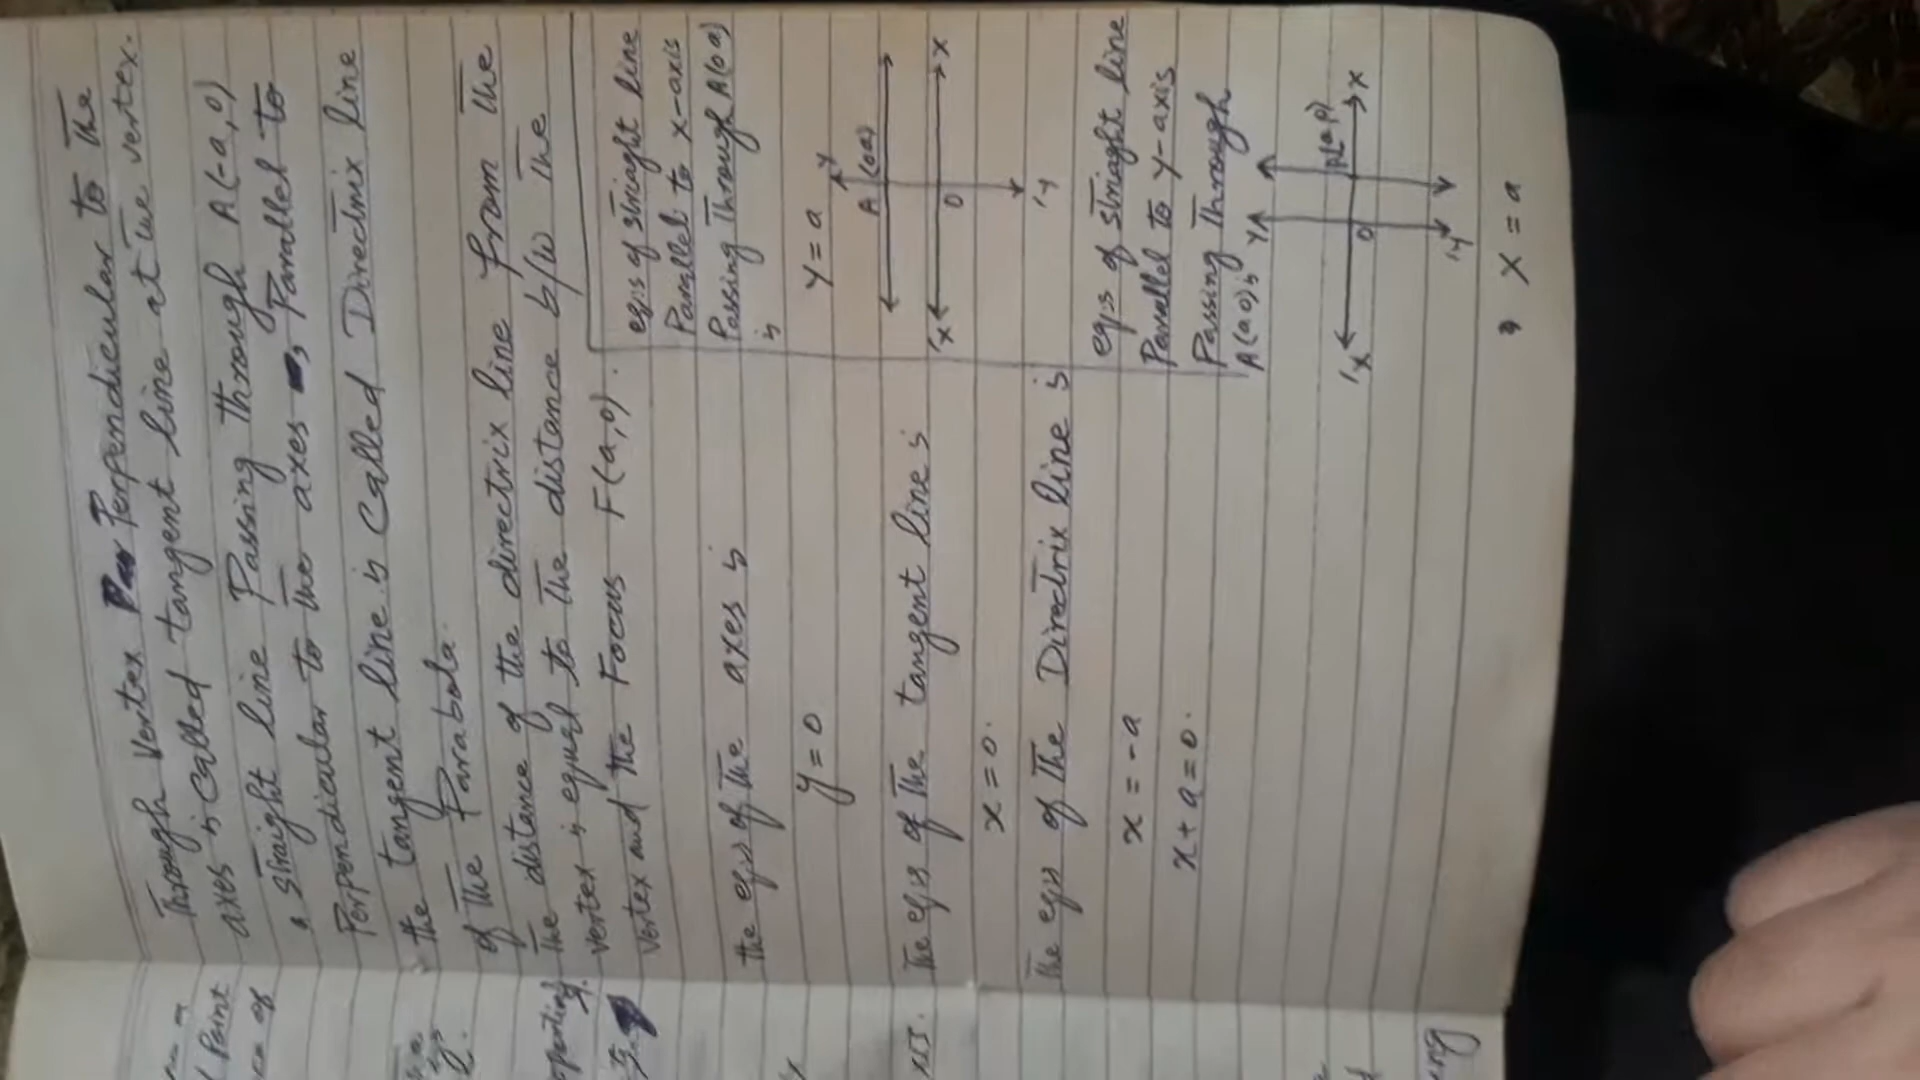 Through Vertex Perpendicular to the
axes is called tangent line at the vertex.
A straight line Passing through A(-a,0)
Perpendicular to the axes, Parallel to
the tangent line is called Directrix line
of the Parabola.
The distance of the directrix line from the
vertex is equal to the distance b/w the
vertex and the Focus F(a,0).
the eq:s of the axes is
y = 0
The eq:s of the tangent line is
x = 0.
the eq:s of the Directrix line is
x = -a
x + a = 0.
eq:s of striaght line
Parallel to x-axis
Passing through A(0 a)
is
Y = a
Y
A (0a)
'X X
O
'Y
eq:s of striaght line
Parallel to Y-axis
Passing through
A(a 0) is
Y
'X X
O
'Y
X = a
Point
of